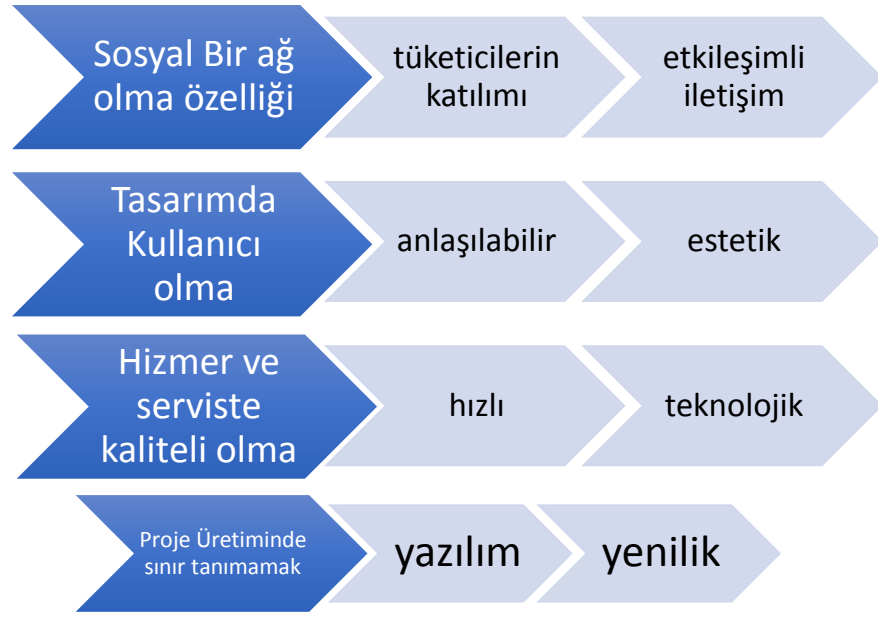 Sosyal Bir ağ
olma özelliği
tüketicilerin
katılımı
etkileşimli
iletişim
Tasarımda
Kullanıcı
olma
anlaşılabilir
estetik
Hizmer ve
serviste
kaliteli olma
hızlı
teknolojik
Proje Üretiminde
sınır tanımamak
yazılım
yenilik